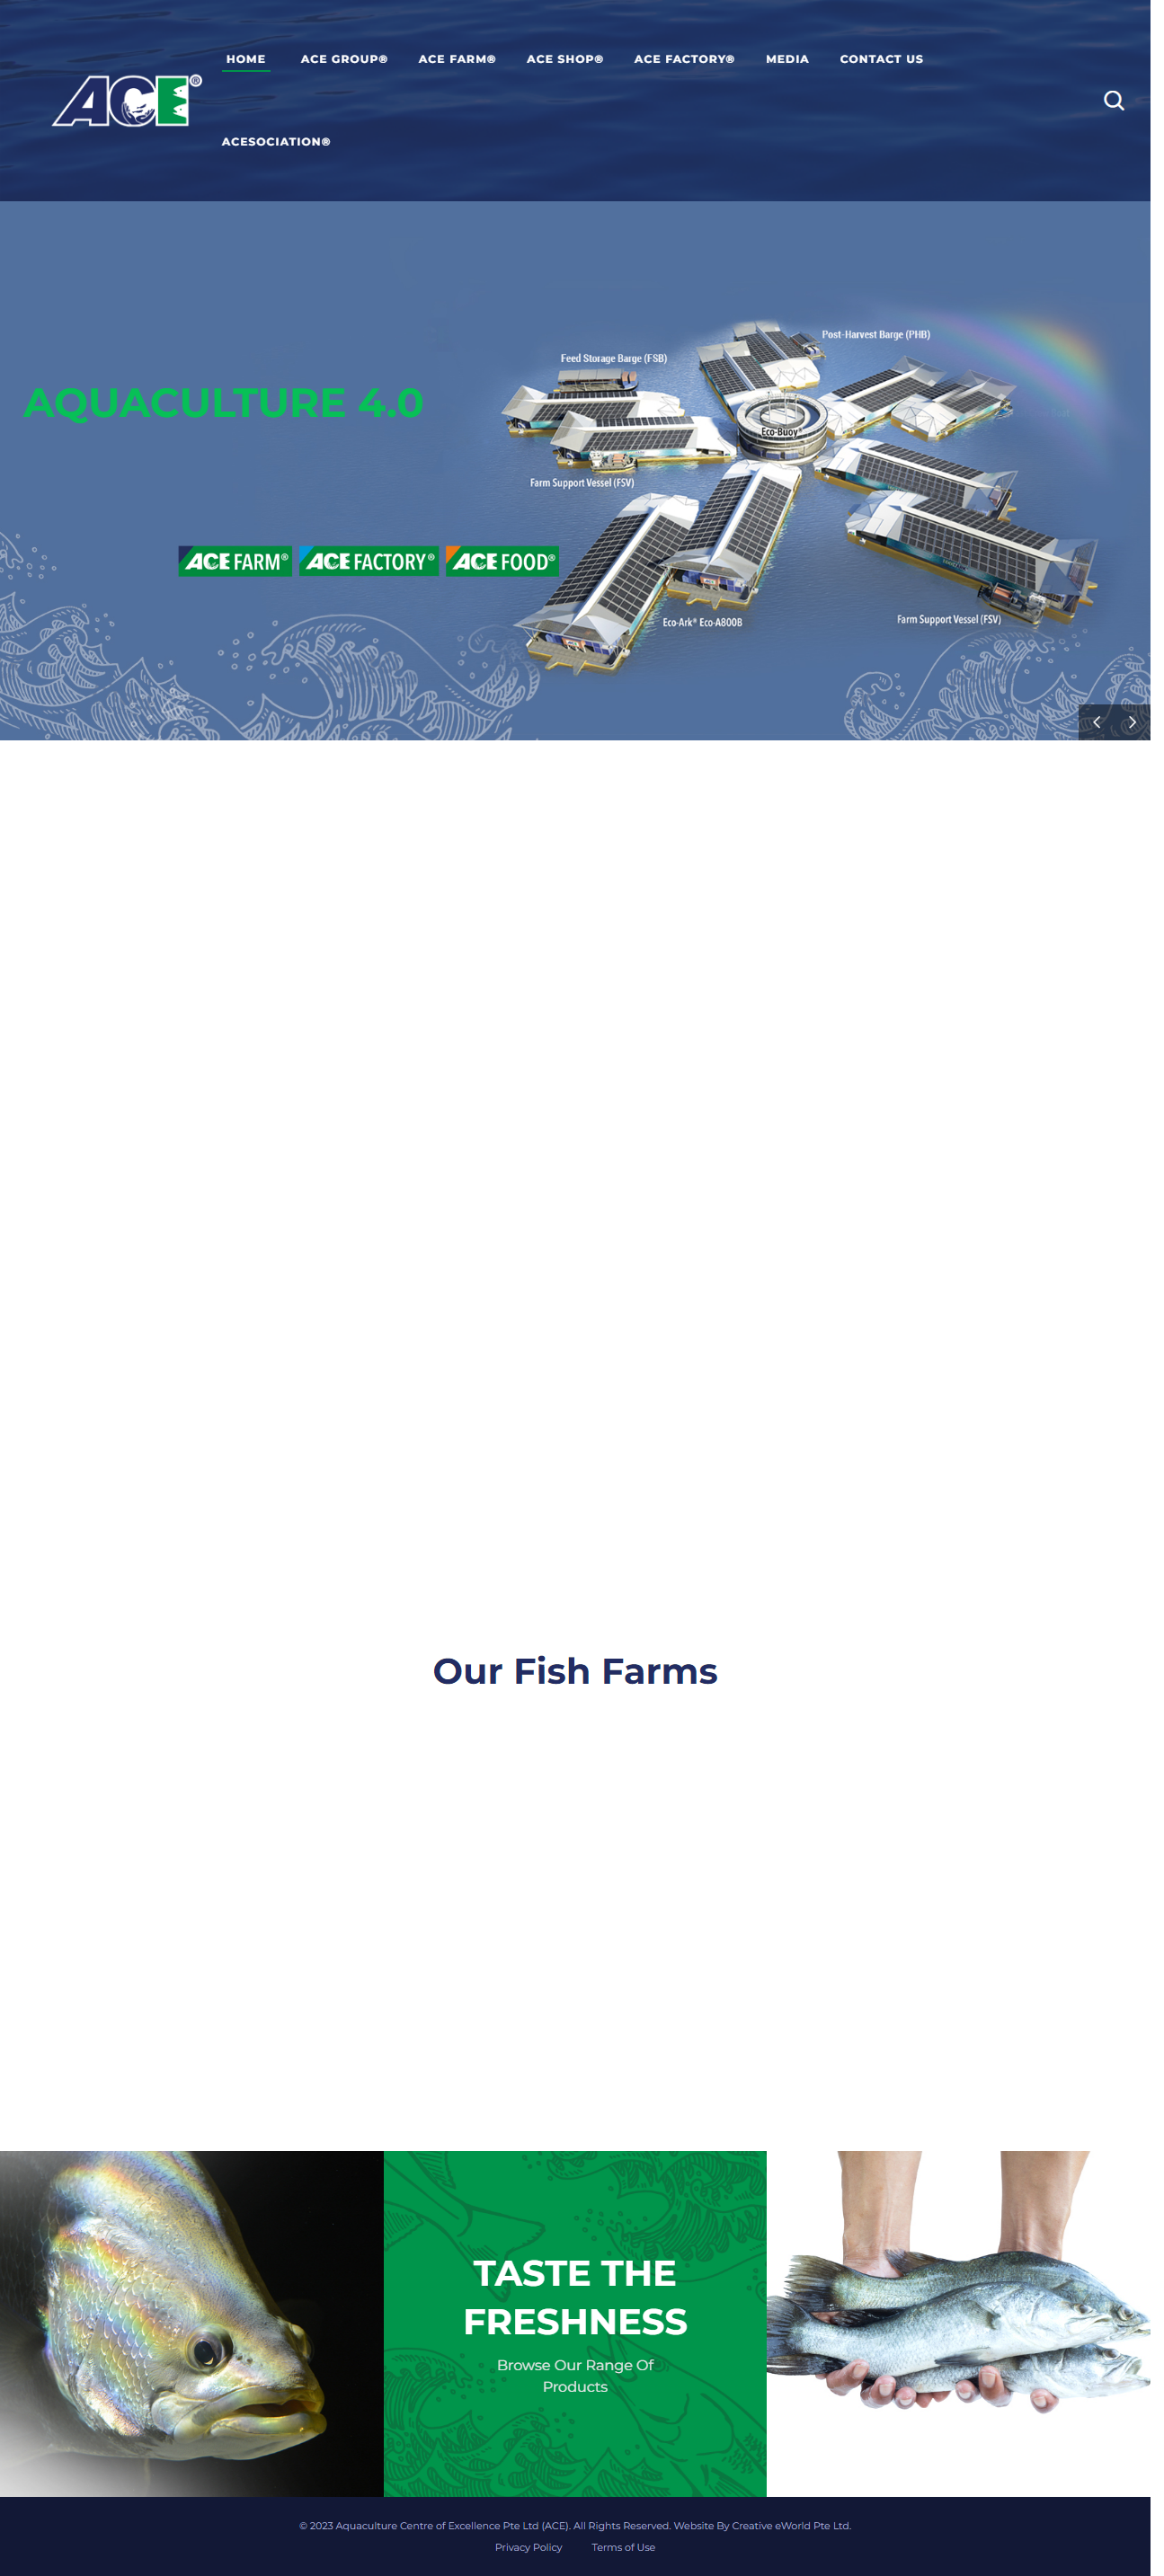 HOME ACE GROUP® ACE FARM® ACE SHOP® ACE FACTORY® MEDIA CONTACT US
ACE®
ACESOCIATION®
Post-Harvest Barge (PHB)
Feed Storage Barge (FSB)
AQUACULTURE 4.0
Eco-Buoy®
Farm Support Vessel (FSV)
ACE FARM® ACE FACTORY® ACE FOOD®
Eco-Ark® Eco-A800B
Farm Support Vessel (FSV)
Our Fish Farms
TASTE THE
FRESHNESS
Browse Our Range Of
Products
© 2023 Aquaculture Centre of Excellence Pte Ltd (ACE). All Rights Reserved. Website By Creative eWorld Pte Ltd.
Privacy Policy Terms of Use